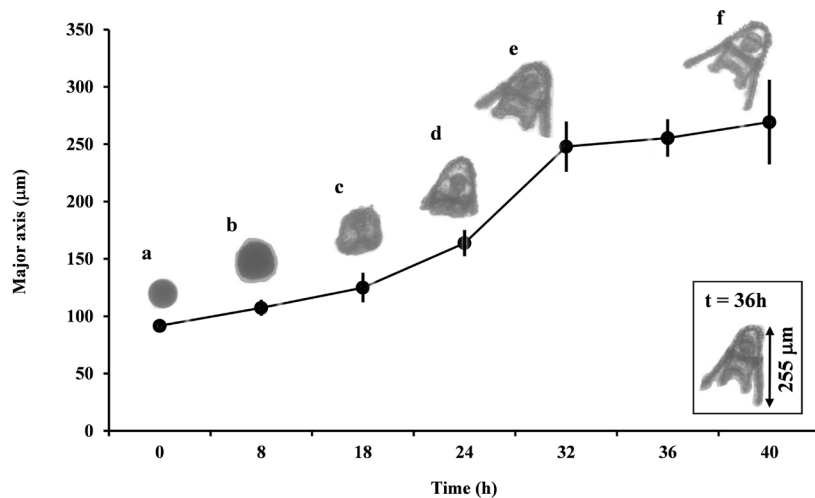 350
300
250
200
150
100
50
0
Major axis (µm)
a
b
c
d
e
f
t = 36h
255 µm
0 8 18 24 32 36 40
Time (h)